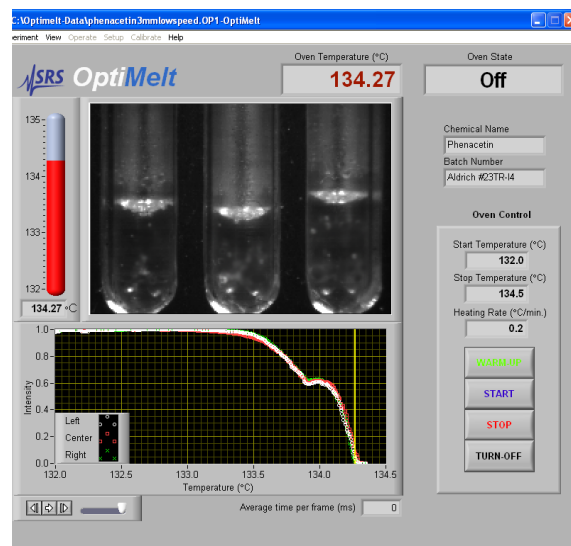 C:\Optimelt-Data\phenacetin3mmlowspeed.OP1-OptiMelt
eriment View Operate Setup Calibrate Help
SRS OptiMelt
Oven Temperature (°C)
134.27
Oven State
Off
135-
134-
133-
132-
134.27 °C
Chemical Name
Phenacetin
Batch Number
Aldrich #23TR-I4
Oven Control
Start Temperature (°C)
132.0
Stop Temperature (°C)
134.5
Heating Rate (°C/min.)
0.2
WARM-UP
START
STOP
TURN-OFF
Intensity
1.0-
0.8-
0.6-
0.4-
0.2-
0.0-
Left
Center
Right
132.0 132.5 133.0 133.5 134.0 134.5
Temperature (°C)
Average time per frame (ms) 0